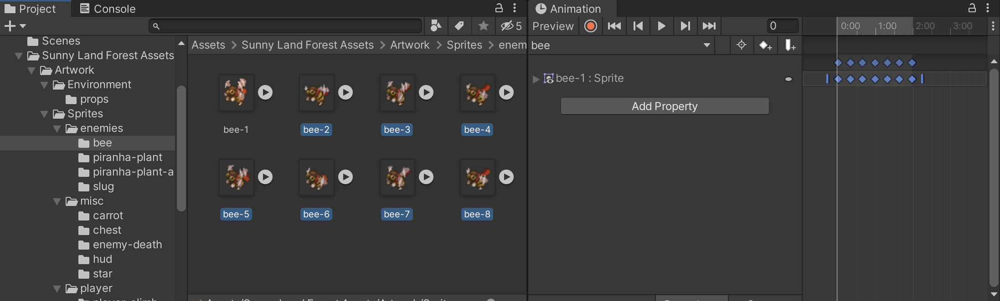 Project
Console
5
Scenes
Sunny Land Forest Assets
Artwork
Environment
props
Sprites
enemies
bee
piranha-plant
piranha-plant-a
slug
misc
carrot
chest
enemy-death
hud
star
player
Assets > Sunny Land Forest Assets > Artwork > Sprites > enem
bee-1
bee-2
bee-3
bee-4
bee-5
bee-6
bee-7
bee-8
Animation
Preview
0
0:00 1:00 2:00 3:00
bee
bee-1 : Sprite
Add Property